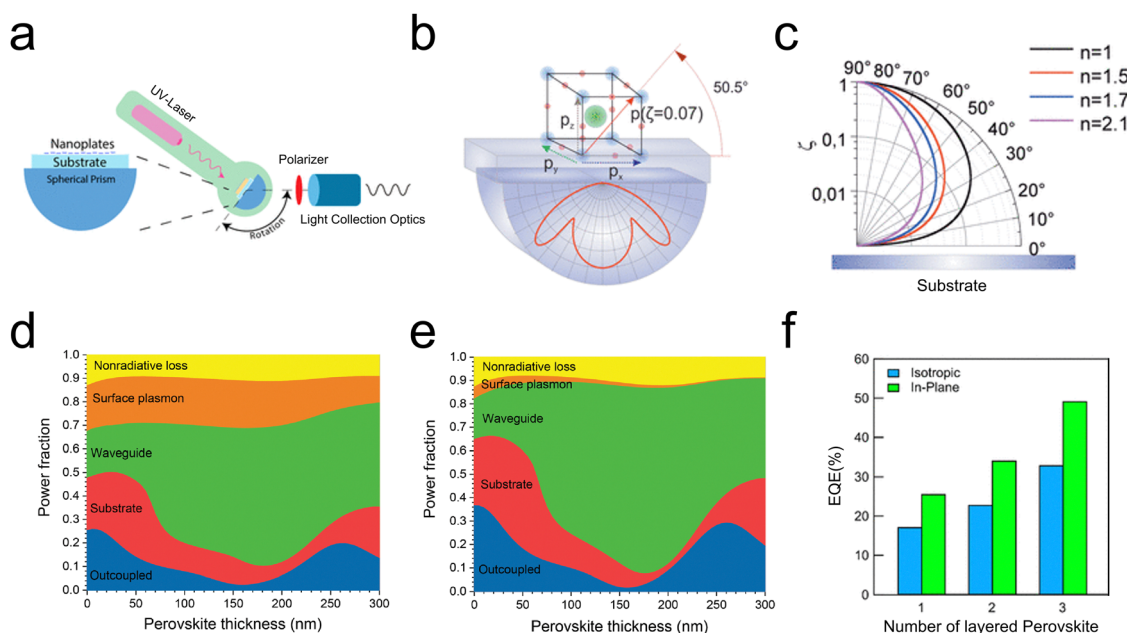 a
UV-Laser
Nanoplates
Substrate
Spherical Prism
Polarizer
Light Collection Optics
Rotation
b
50.5°
p(ζ=0.07)
p_z
p_y
p_x
c
n=1
n=1.5
n=1.7
n=2.1
90° 80° 70° 60° 50° 40° 30° 20° 10° 0°
1
0,1
0,01
ζ
Substrate
d
1.0
0.9
0.8
0.7
0.6
0.5
0.4
0.3
0.2
0.1
0.0
Power fraction
Nonradiative loss
Surface plasmon
Waveguide
Substrate
Outcoupled
0 50 100 150 200 250 300
Perovskite thickness (nm)
e
1.0
0.9
0.8
0.7
0.6
0.5
0.4
0.3
0.2
0.1
0.0
Power fraction
Nonradiative loss
Surface plasmon
Waveguide
Substrate
Outcoupled
0 50 100 150 200 250 300
Perovskite thickness (nm)
f
60
50
40
30
20
10
0
EQE(%)
Isotropic
In-Plane
1 2 3
Number of layered Perovskite